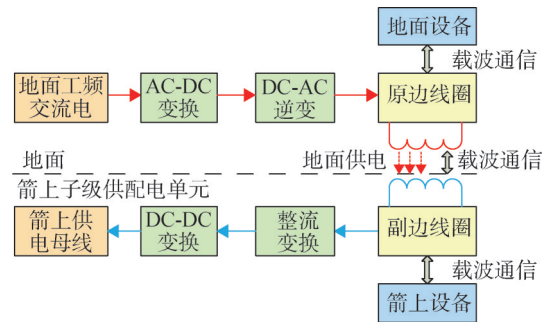 地面设备
载波通信
地面工频
交流电
AC-DC
变换
DC-AC
逆变
原边线圈
地面
地面供电
载波通信
箭上子级供配电单元
箭上供
电母线
DC-DC
变换
整流
变换
副边线圈
载波通信
箭上设备